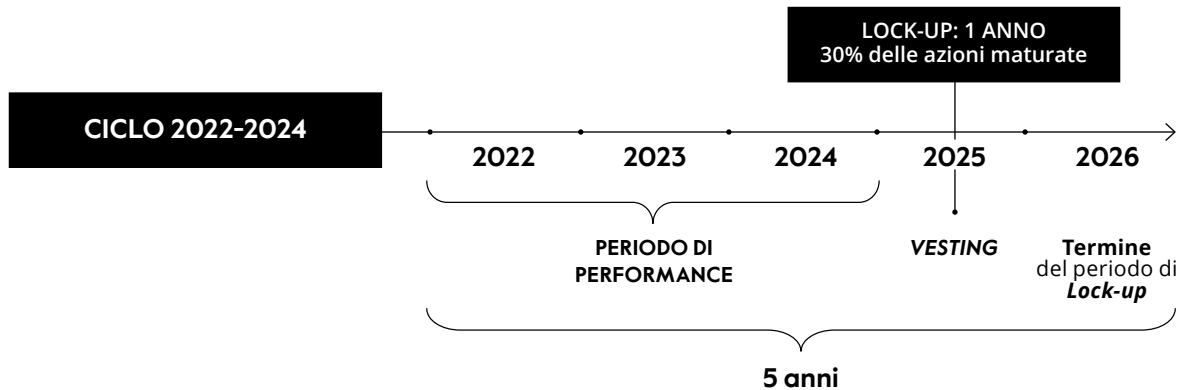 LOCK-UP: 1 ANNO
30% delle azioni maturate
CICLO 2022-2024
2022 2023 2024 2025 2026
PERIODO DI
PERFORMANCE
VESTING
Termine
del periodo di
Lock-up
5 anni